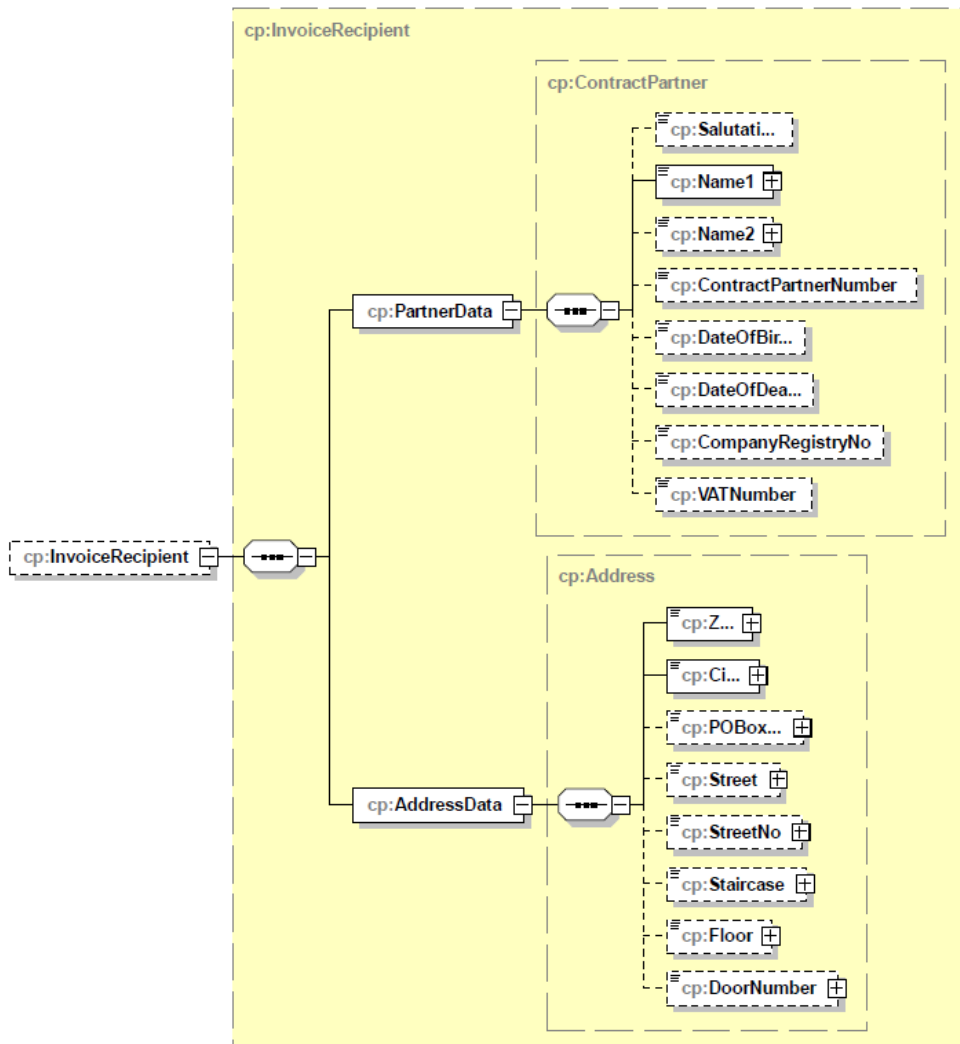 cp:InvoiceRecipient
cp:ContractPartner
cp:Salutati...
cp:Name1
cp:Name2
cp:ContractPartnerNumber
cp:PartnerData
cp:DateOfBir...
cp:DateOfDea...
cp:CompanyRegistryNo
cp:VATNumber
cp:InvoiceRecipient
cp:Address
cp:Z...
cp:Ci...
cp:POBox...
cp:Street
cp:AddressData
cp:StreetNo
cp:Staircase
cp:Floor
cp:DoorNumber